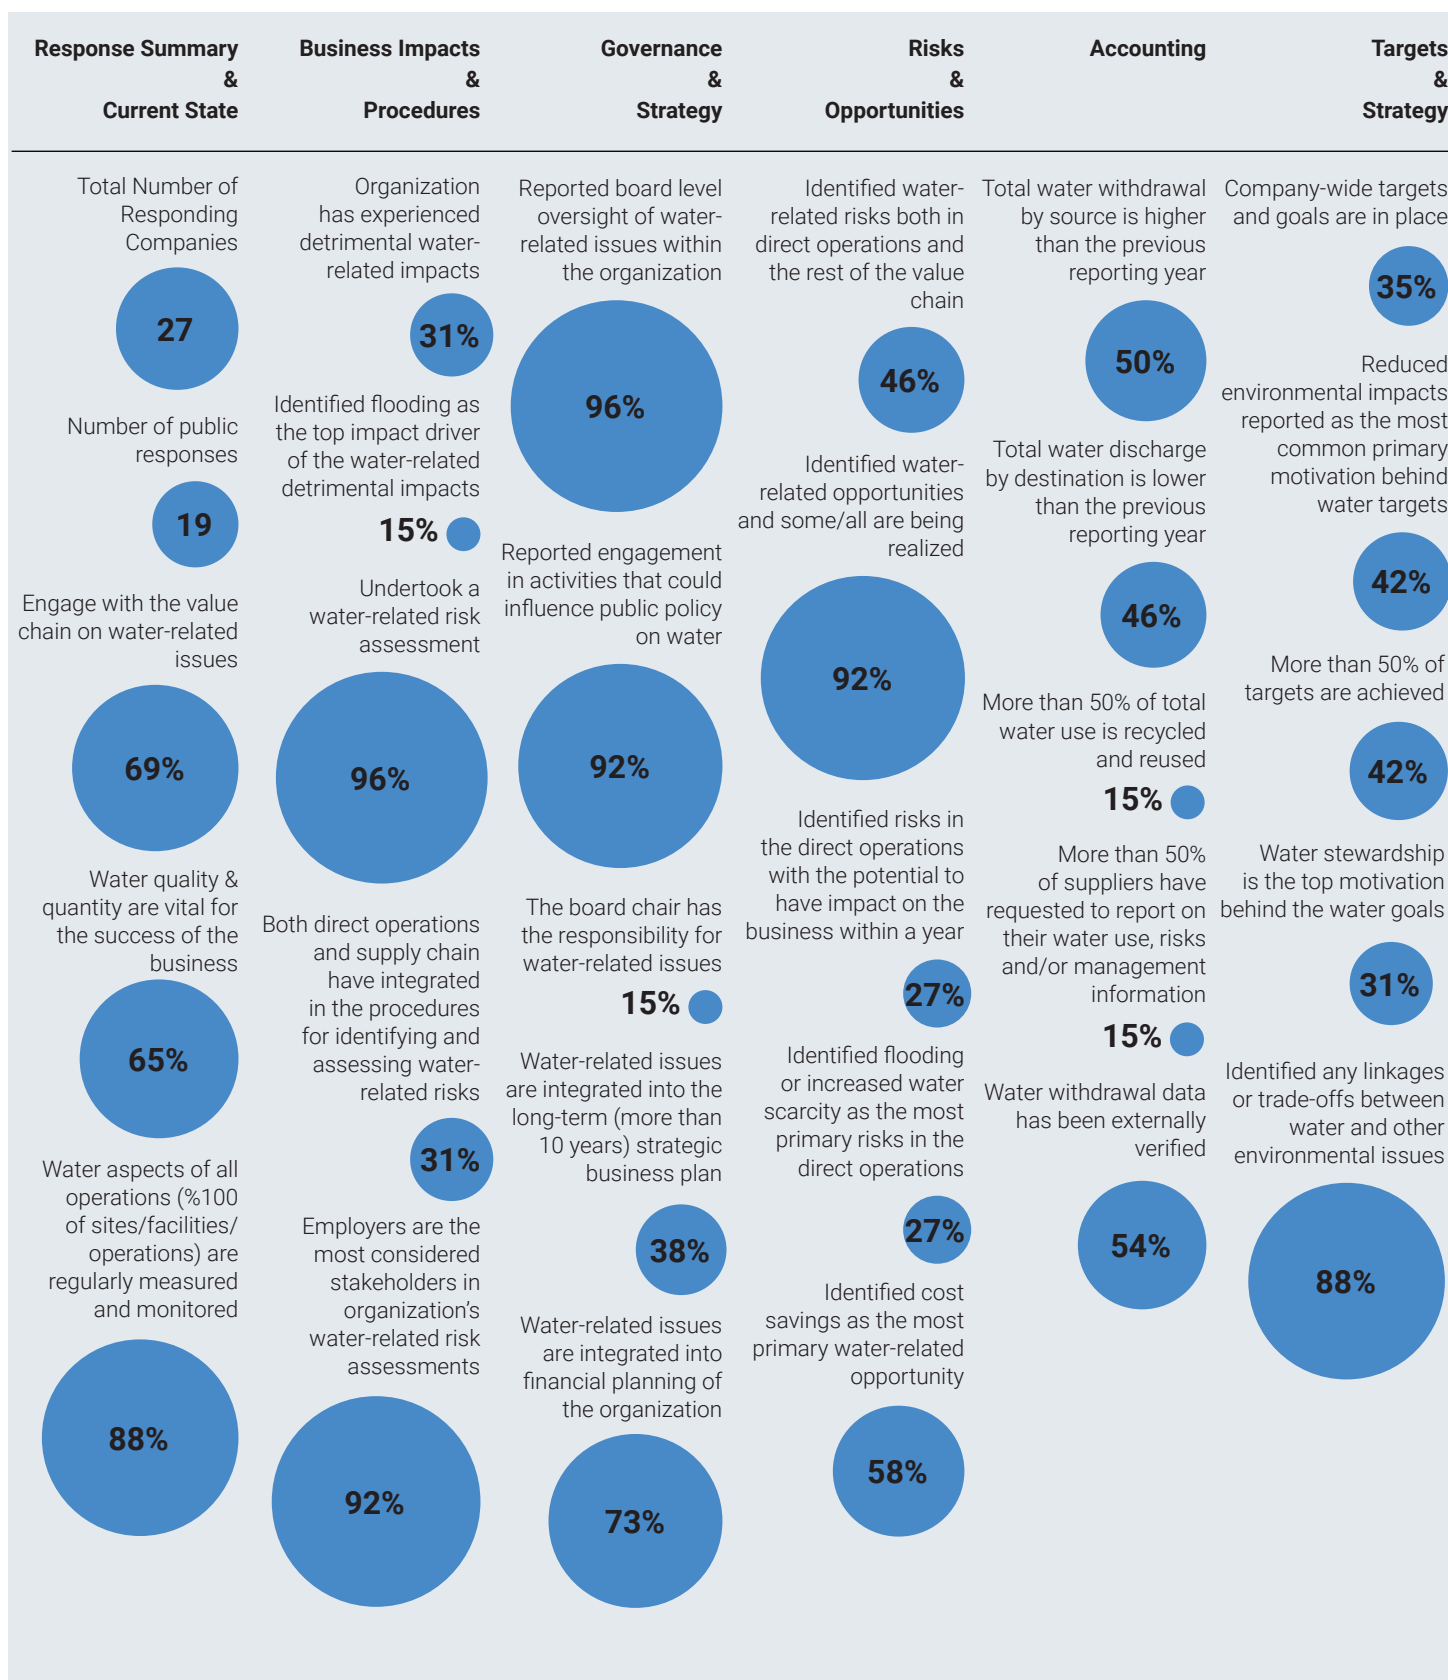 Response Summary
&
Current State
Total Number of
Responding
Companies
27
Number of public
responses
19
Engage with the value
chain on water-related
issues
69%
Water quality &
quantity are vital for
the success of the
business
65%
Water aspects of all
operations (%100
of sites/facilities/
operations) are
regularly measured
and monitored
88%
Business Impacts
&
Procedures
Organization
has experienced
detrimental water-
related impacts
31%
Identified flooding as
the top impact driver
of the water-related
detrimental impacts
15%
Undertook a
water-related risk
assessment
96%
Both direct operations
and supply chain
have integrated
in the procedures
for identifying and
assessing water-
related risks
31%
Employers are the
most considered
stakeholders in
organization's
water-related risk
assessments
92%
Governance
&
Strategy
Reported board level
oversight of water-
related issues within
the organization
96%
Reported engagement
in activities that could
influence public policy
on water
92%
The board chair has
the responsibility for
water-related issues
15%
Water-related issues
are integrated into the
long-term (more than
10 years) strategic
business plan
38%
Water-related issues
are integrated into
financial planning of
the organization
73%
Risks
&
Opportunities
Identified water-
related risks both in
direct operations and
the rest of the value
chain
46%
Identified water-
related opportunities
and some/all are being
realized
92%
Identified risks in
the direct operations
with the potential to
have impact on the
business within a year
27%
Identified flooding
or increased water
scarcity as the most
primary risks in the
direct operations
27%
Identified cost
savings as the most
primary water-related
opportunity
58%
Accounting
Total water withdrawal
by source is higher
than the previous
reporting year
50%
Total water discharge
by destination is lower
than the previous
reporting year
46%
More than 50% of total
water use is recycled
and reused
15%
More than 50%
of suppliers have
requested to report on
their water use, risks
and/or management
information
15%
Water withdrawal data
has been externally
verified
54%
Targets
&
Strategy
Company-wide targets
and goals are in place
35%
Reduced
environmental impacts
reported as the most
common primary
motivation behind
water targets
42%
More than 50% of
targets are achieved
42%
Water stewardship
is the top motivation
behind the water goals
31%
Identified any linkages
or trade-offs between
water and other
environmental issues
88%